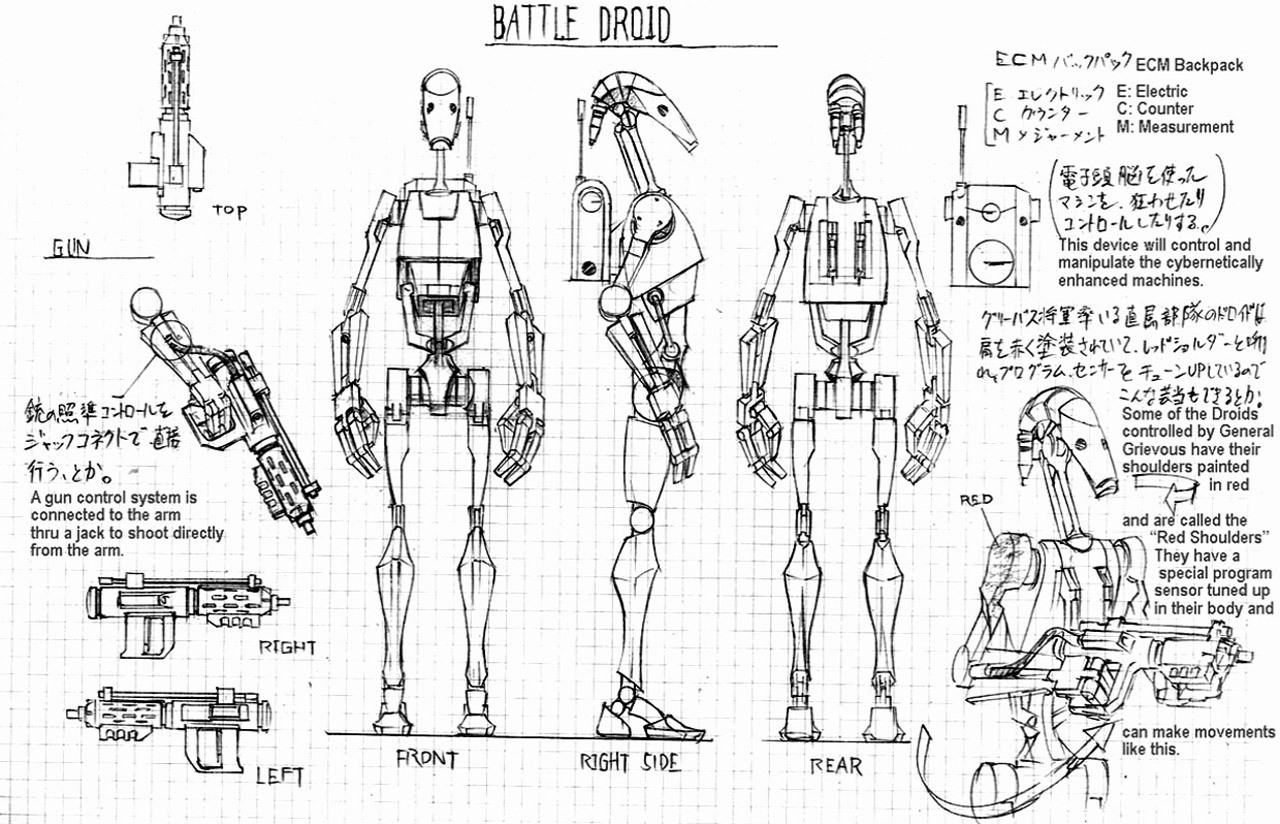 BATTLE DROID
TOP
GUN
銃の照準コントロールを
ジャックコネクトで直接
行う、とか。
A gun control system is
connected to the arm
thru a jack to shoot directly
from the arm.
RIGHT
LEFT
FRONT
RIGHT SIDE
REAR
ECM バックパック ECM Backpack
E エレクトリック E: Electric
C カウンター C: Counter
M メジャーメント M: Measurement
(電子頭脳を使った
マシンを、狂わせたり
コントロールしたりする。)
This device will control and
manipulate the cybernetically
enhanced machines.
グリーバス将軍率いる直属部隊のドロイドは
肩を赤く塗装されていて、レッドショルダーと呼ば
れ、プログラム、センサーを チューンUPしているので
こんな芸当もできるとか!
Some of the Droids
controlled by General
Grievous have their
shoulders painted
in red
RED
and are called the
“Red Shoulders”
They have a
special program
sensor tuned up
in their body and
can make movements
like this.